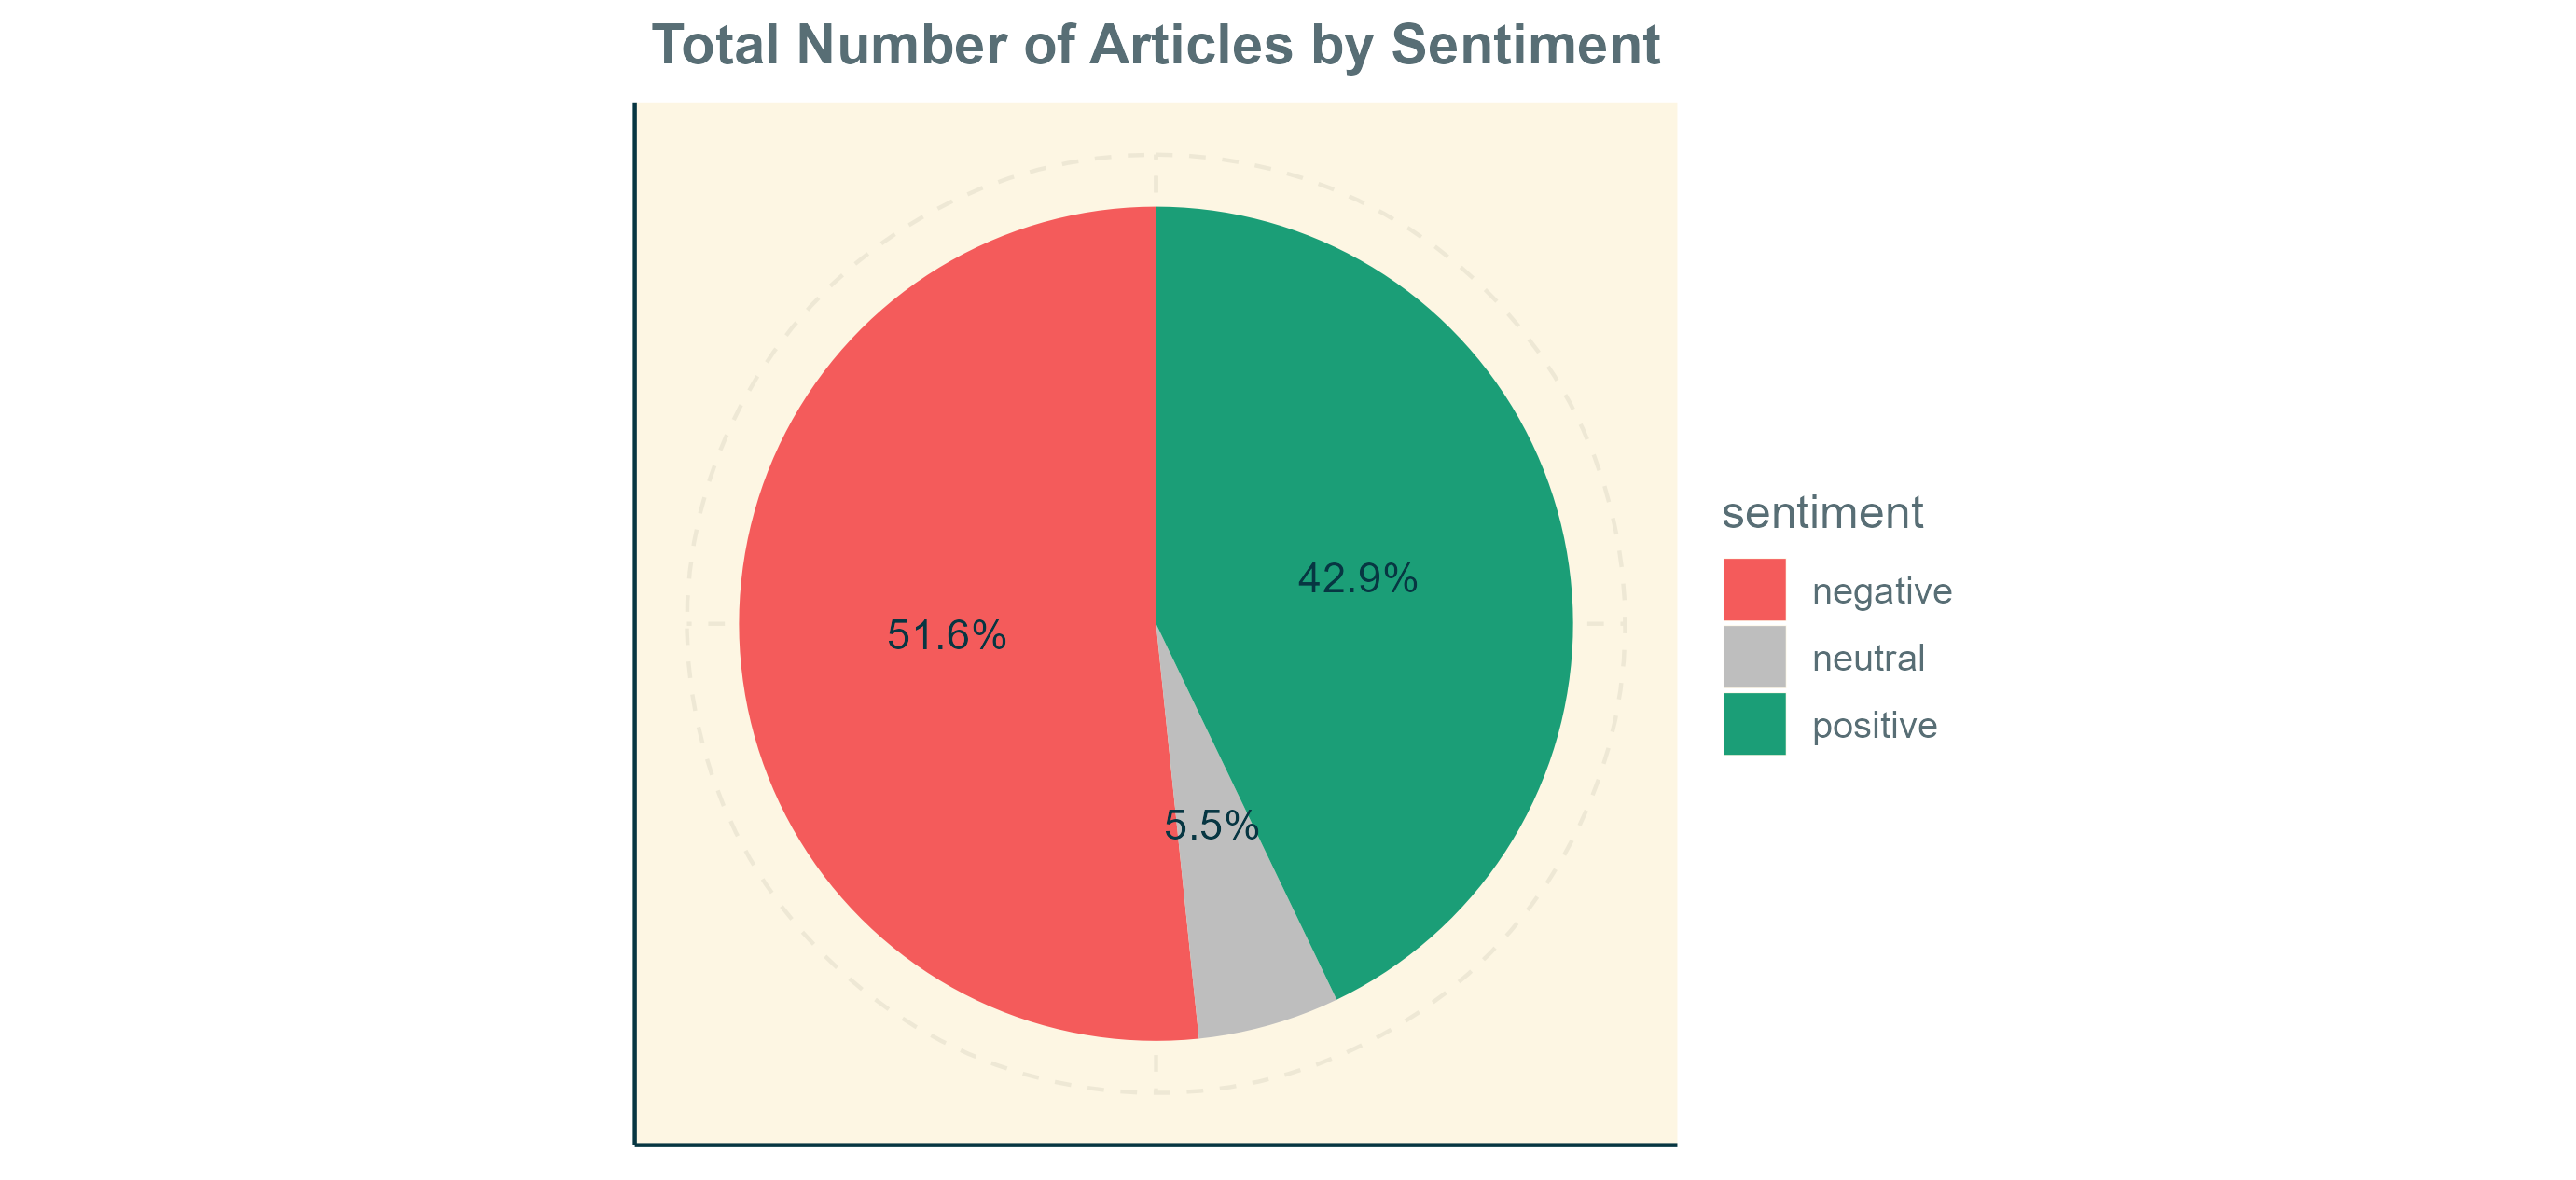 Total Number of Articles by Sentiment
42.9%
51.6%
5.5%
sentiment
negative
neutral
positive